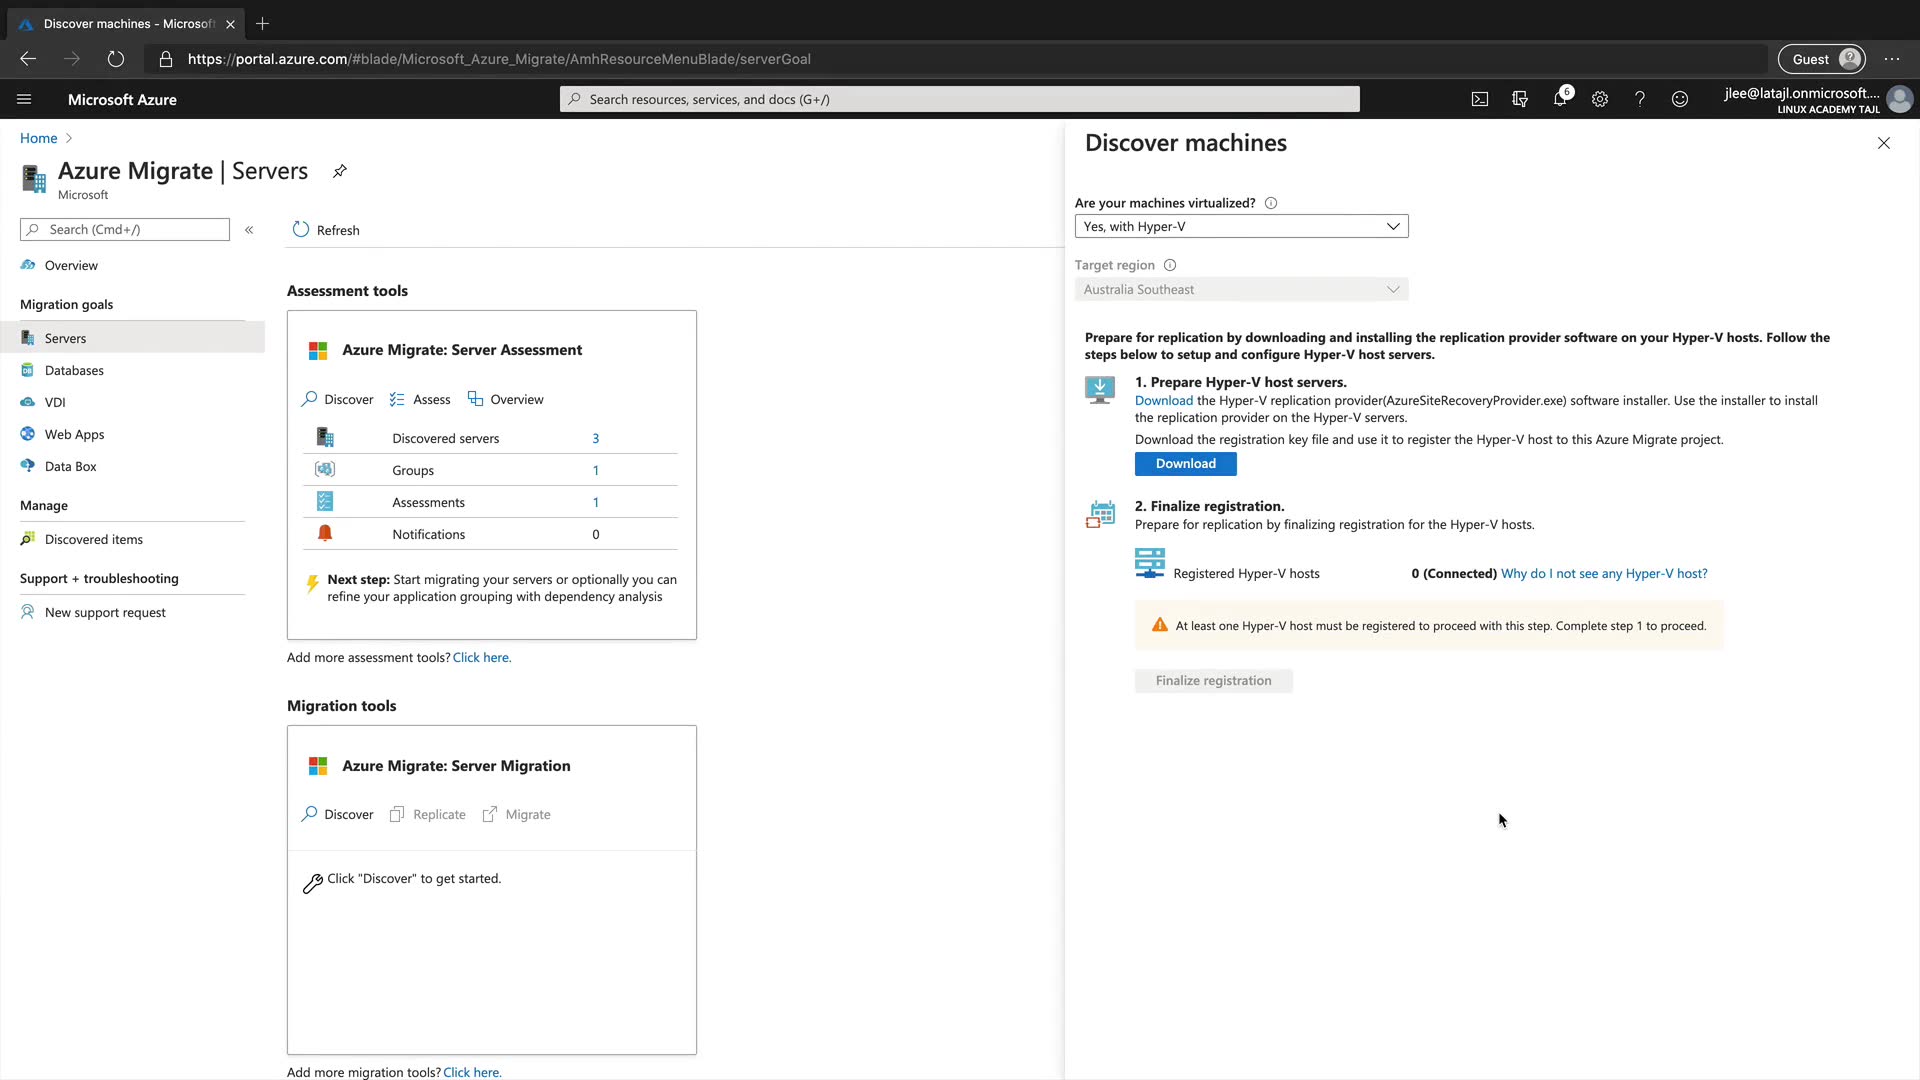 Discover machines - Microsoft
https://portal.azure.com/#blade/Microsoft_Azure_Migrate/AmhResourceMenuBlade/serverGoal
Guest
Microsoft Azure
Search resources, services, and docs (G+/)
6
jlee@latajl.onmicrosoft....
LINUX ACADEMY TAJL
Home
Azure Migrate | Servers
Microsoft
Search (Cmd+/)
Overview
Migration goals
Servers
Databases
VDI
Web Apps
Data Box
Manage
Discovered items
Support + troubleshooting
New support request
Refresh
Assessment tools
Azure Migrate: Server Assessment
Discover
Assess
Overview
Discovered servers 3
Groups 1
Assessments 1
Notifications 0
Next step: Start migrating your servers or optionally you can
refine your application grouping with dependency analysis
Add more assessment tools? Click here.
Migration tools
Azure Migrate: Server Migration
Discover
Replicate
Migrate
Click "Discover" to get started.
Add more migration tools? Click here.
Discover machines
Are your machines virtualized?
Yes, with Hyper-V
Target region
Australia Southeast
Prepare for replication by downloading and installing the replication provider software on your Hyper-V hosts. Follow the
steps below to setup and configure Hyper-V host servers.
1. Prepare Hyper-V host servers.
Download the Hyper-V replication provider(AzureSiteRecoveryProvider.exe) software installer. Use the installer to install
the replication provider on the Hyper-V servers.
Download the registration key file and use it to register the Hyper-V host to this Azure Migrate project.
Download
2. Finalize registration.
Prepare for replication by finalizing registration for the Hyper-V hosts.
Registered Hyper-V hosts 0 (Connected) Why do I not see any Hyper-V host?
At least one Hyper-V host must be registered to proceed with this step. Complete step 1 to proceed.
Finalize registration